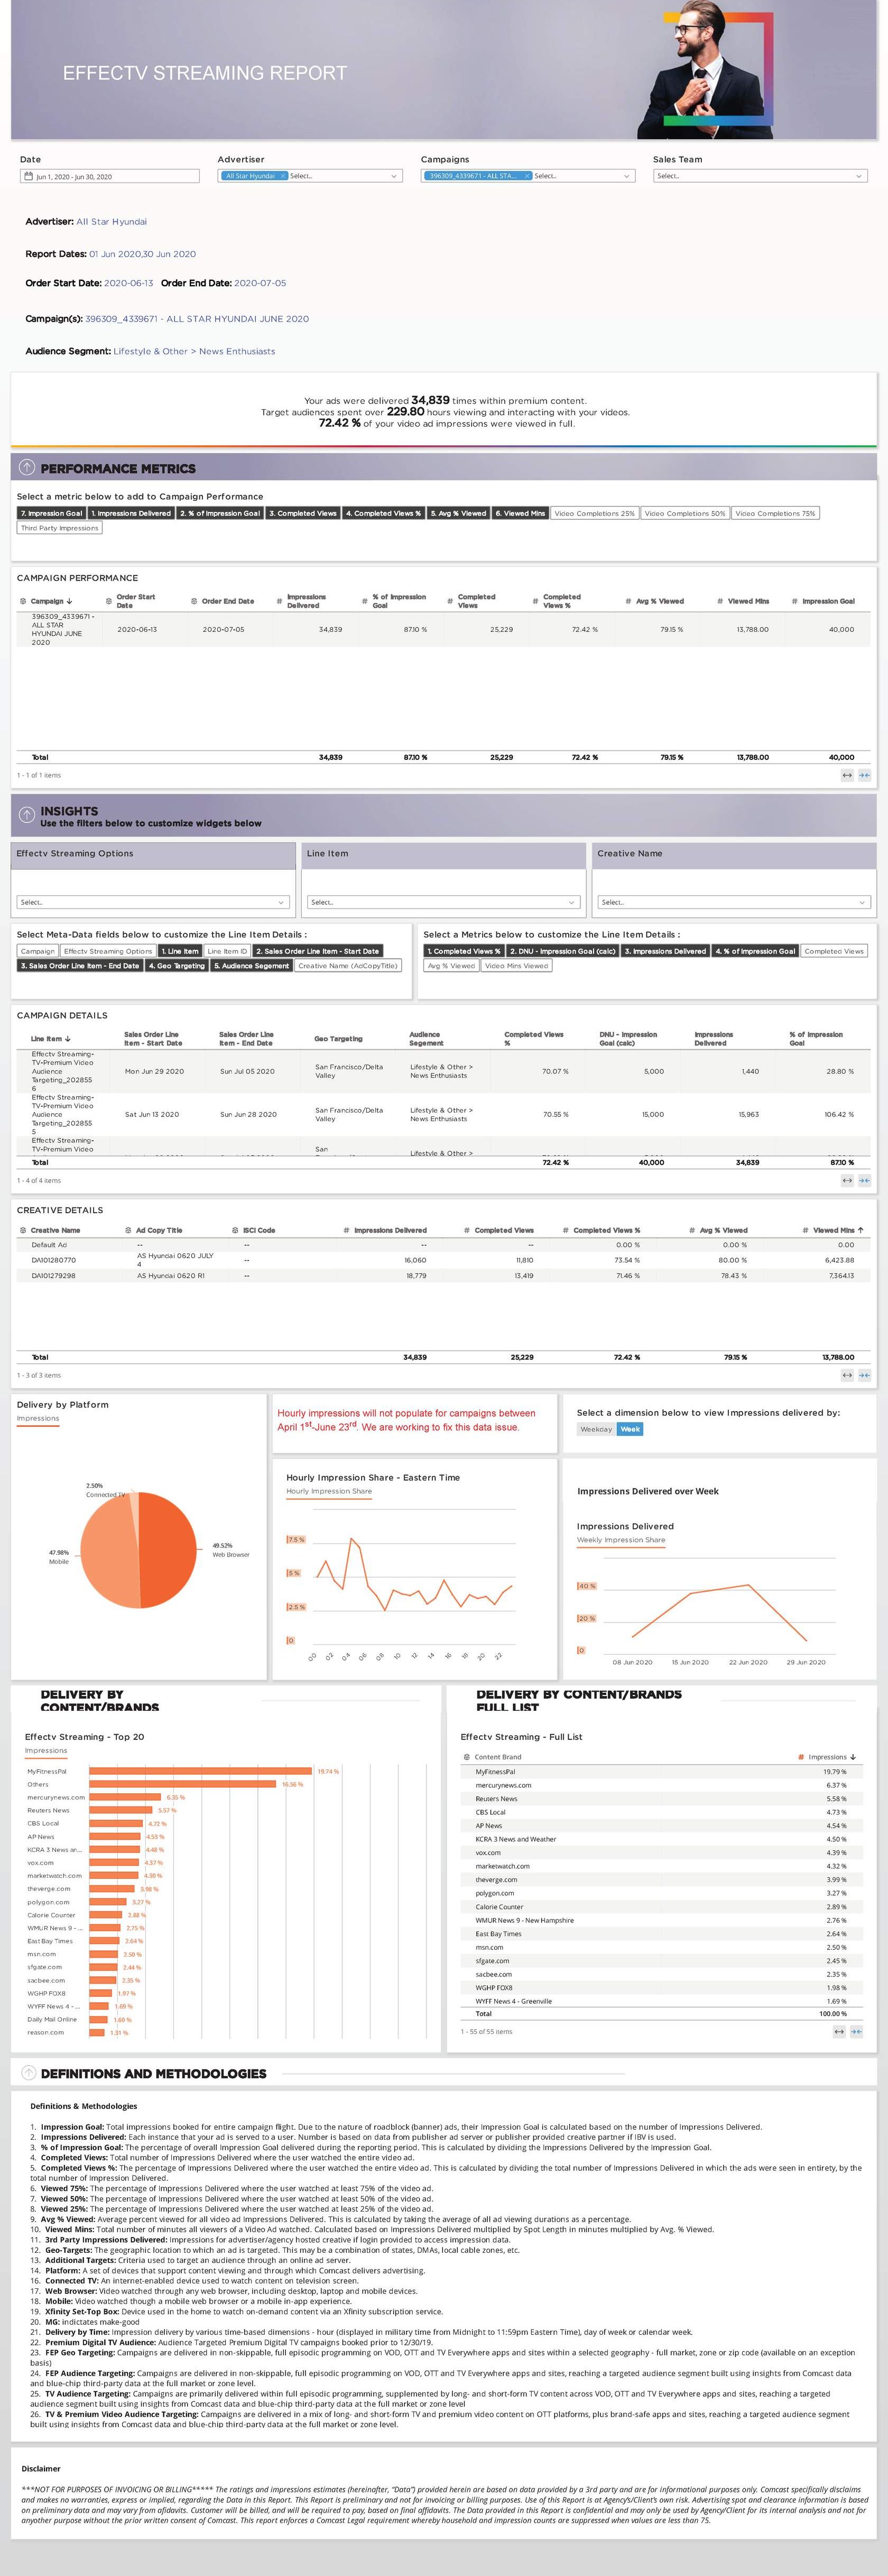 EFFECTV STREAMING REPORT
Date
Advertiser
Campaigns
Sales Team
Jun 1, 2020 - Jun 30, 2020
All Star Hyundai × Select..
396309_4339671 - ALL STA... × Select..
Select..
Advertiser: All Star Hyundai
Report Dates: 01 Jun 2020,30 Jun 2020
Order Start Date: 2020-06-13 Order End Date: 2020-07-05
Campaign(s): 396309_4339671 - ALL STAR HYUNDAI JUNE 2020
Audience Segment: Lifestyle & Other > News Enthusiasts
Your ads were delivered 34,839 times within premium content.
Target audiences spent over 229.80 hours viewing and interacting with your videos.
72.42 % of your video ad impressions were viewed in full.
PERFORMANCE METRICS
Select a metric below to add to Campaign Performance
7. Impression Goal 1. Impressions Delivered 2. % of Impression Goal 3. Completed Views 4. Completed Views % 5. Avg % Viewed 6. Viewed Mins Video Completions 25% Video Completions 50% Video Completions 75%
Third Party Impressions
CAMPAIGN PERFORMANCE
Campaign Order Start Date Order End Date # Impressions Delivered # % of Impression Goal # Completed Views # Completed Views % # Avg % Viewed # Viewed Mins # Impression Goal
396309_4339671 - ALL STAR HYUNDAI JUNE 2020 2020-06-13 2020-07-05 34,839 87.10 % 25,229 72.42 % 79.15 % 13,788.00 40,000
Total 34,839 87.10 % 25,229 72.42 % 79.15 % 13,788.00 40,000
1 - 1 of 1 items
INSIGHTS
Use the filters below to customize widgets below
Effectv Streaming Options
Line Item
Creative Name
Select..
Select..
Select..
Select Meta-Data fields below to customize the Line Item Details :
Campaign Effectv Streaming Options 1. Line Item Line Item ID 2. Sales Order Line Item - Start Date
3. Sales Order Line Item - End Date 4. Geo Targeting 5. Audience Segement Creative Name (AdCopyTitle)
Select a Metrics below to customize the Line Item Details :
1. Completed Views % 2. DNU - Impression Goal (calc) 3. Impressions Delivered 4. % of Impression Goal Completed Views
Avg % Viewed Video Mins Viewed
CAMPAIGN DETAILS
Line Item Sales Order Line Item - Start Date Sales Order Line Item - End Date Geo Targeting Audience Segement Completed Views % DNU - Impression Goal (calc) Impressions Delivered % of Impression Goal
Effectv Streaming-TV+Premium Video Audience Targeting_2028556 Mon Jun 29 2020 Sun Jul 05 2020 San Francisco/Delta Valley Lifestyle & Other > News Enthusiasts 70.07 % 5,000 1,440 28.80 %
Effectv Streaming-TV+Premium Video Audience Targeting_2028555 Sat Jun 13 2020 Sun Jun 28 2020 San Francisco/Delta Valley Lifestyle & Other > News Enthusiasts 70.55 % 15,000 15,963 106.42 %
Effectv Streaming-TV+Premium Video San Lifestyle & Other >
Total 72.42 % 40,000 34,839 87.10 %
1 - 4 of 4 items
CREATIVE DETAILS
Creative Name Ad Copy Title ISCI Code # Impressions Delivered # Completed Views # Completed Views % # Avg % Viewed # Viewed Mins
Default Ad -- -- -- -- 0.00 % 0.00 % 0.00
DAI01280770 AS Hyundai 0620 JULY 4 -- 16,060 11,810 73.54 % 80.00 % 6,423.88
DAI01279298 AS Hyundai 0620 R1 -- 18,779 13,419 71.46 % 78.43 % 7,364.13
Total 34,839 25,229 72.42 % 79.15 % 13,788.00
1 - 3 of 3 items
Delivery by Platform
Impressions
2.50%
Connected TV
47.98%
Mobile
49.52%
Web Browser
Hourly impressions will not populate for campaigns between
April 1st-June 23rd. We are working to fix this data issue.
Select a dimension below to view Impressions delivered by:
Weekday Week
Hourly Impression Share - Eastern Time
Hourly Impression Share
7.5 %
5 %
2.5 %
0
00 02 04 06 08 10 12 14 16 18 20 22
Impressions Delivered over Week
Impressions Delivered
Weekly Impression Share
40 %
20 %
0
08 Jun 2020 15 Jun 2020 22 Jun 2020 29 Jun 2020
DELIVERY BY
CONTENT/BRANDS
Effectv Streaming - Top 20
Impressions
MyFitnessPal 19.74 %
Others 16.56 %
mercurynews.com 6.35 %
Reuters News 5.57 %
CBS Local 4.72 %
AP News 4.53 %
KCRA 3 News an... 4.48 %
vox.com 4.37 %
marketwatch.com 4.30 %
theverge.com 3.98 %
polygon.com 3.27 %
Calorie Counter 2.88 %
WMUR News 9 - ... 2.75 %
East Bay Times 2.64 %
msn.com 2.50 %
sfgate.com 2.44 %
sacbee.com 2.35 %
WGHP FOX8 1.97 %
WYFF News 4 - ... 1.69 %
Daily Mail Online 1.60 %
reason.com 1.31 %
DELIVERY BY CONTENT/BRANDS
FULL LIST
Effectv Streaming - Full List
Content Brand # Impressions
MyFitnessPal 19.79 %
mercurynews.com 6.37 %
Reuters News 5.58 %
CBS Local 4.73 %
AP News 4.54 %
KCRA 3 News and Weather 4.50 %
vox.com 4.39 %
marketwatch.com 4.32 %
theverge.com 3.99 %
polygon.com 3.27 %
Calorie Counter 2.89 %
WMUR News 9 - New Hampshire 2.76 %
East Bay Times 2.64 %
msn.com 2.50 %
sfgate.com 2.45 %
sacbee.com 2.35 %
WGHP FOX8 1.98 %
WYFF News 4 - Greenville 1.69 %
Total 100.00 %
1 - 55 of 55 items
DEFINITIONS AND METHODOLOGIES
Definitions & Methodologies
1. Impression Goal: Total impressions booked for entire campaign flight. Due to the nature of roadblock (banner) ads, their Impression Goal is calculated based on the number of Impressions Delivered.
2. Impressions Delivered: Each instance that your ad is served to a user. Number is based on data from publisher ad server or publisher provided creative partner if IBV is used.
3. % of Impression Goal: The percentage of overall Impression Goal delivered during the reporting period. This is calculated by dividing the Impressions Delivered by the Impression Goal.
4. Completed Views: Total number of Impressions Delivered where the user watched the entire video ad.
5. Completed Views %: The percentage of Impressions Delivered where the user watched the entire video ad. This is calculated by dividing the total number of Impressions Delivered in which the ads were seen in entirety, by the
total number of Impression Delivered.
6. Viewed 75%: The percentage of Impressions Delivered where the user watched at least 75% of the video ad.
7. Viewed 50%: The percentage of Impressions Delivered where the user watched at least 50% of the video ad.
8. Viewed 25%: The percentage of Impressions Delivered where the user watched at least 25% of the video ad.
9. Avg % Viewed: Average percent viewed for all video ad Impressions Delivered. This is calculated by taking the average of all ad viewing durations as a percentage.
10. Viewed Mins: Total number of minutes all viewers of a Video Ad watched. Calculated based on Impressions Delivered multiplied by Spot Length in minutes multiplied by Avg. % Viewed.
11. 3rd Party Impressions Delivered: Impressions for advertiser/agency hosted creative if login provided to access impression data.
12. Geo-Targets: The geographic location to which an ad is targeted. This may be a combination of states, DMAs, local cable zones, etc.
13. Additional Targets: Criteria used to target an audience through an online ad server.
14. Platform: A set of devices that support content viewing and through which Comcast delivers advertising.
16. Connected TV: An internet-enabled device used to watch content on television screen.
17. Web Browser: Video watched through any web browser, including desktop, laptop and mobile devices.
18. Mobile: Video watched though a mobile web browser or a mobile in-app experience.
19. Xfinity Set-Top Box: Device used in the home to watch on-demand content via an Xfinity subscription service.
20. MG: indictates make-good
21. Delivery by Time: Impression delivery by various time-based dimensions - hour (displayed in military time from Midnight to 11:59pm Eastern Time), day of week or calendar week.
22. Premium Digital TV Audience: Audience Targeted Premium Digital TV campaigns booked prior to 12/30/19.
23. FEP Geo Targeting: Campaigns are delivered in non-skippable, full episodic programming on VOD, OTT and TV Everywhere apps and sites within a selected geography - full market, zone or zip code (available on an exception
basis)
24. FEP Audience Targeting: Campaigns are delivered in non-skippable, full episodic programming on VOD, OTT and TV Everywhere apps and sites, reaching a targeted audience segment built using insights from Comcast data
and blue-chip third-party data at the full market or zone level.
25. TV Audience Targeting: Campaigns are primarily delivered within full episodic programming, supplemented by long- and short-form TV content across VOD, OTT and TV Everywhere apps and sites, reaching a targeted
audience segment built using insights from Comcast data and blue-chip third-party data at the full market or zone level
26. TV & Premium Video Audience Targeting: Campaigns are delivered in a mix of long- and short-form TV and premium video content on OTT platforms, plus brand-safe apps and sites, reaching a targeted audience segment
built using insights from Comcast data and blue-chip third-party data at the full market or zone level.
Disclaimer
***NOT FOR PURPOSES OF INVOICING OR BILLING***** The ratings and impressions estimates (hereinafter, "Data") provided herein are based on data provided by a 3rd party and are for informational purposes only. Comcast specifically disclaims
and makes no warranties, express or implied, regarding the Data in this Report. This Report is preliminary and not for invoicing or billing purposes. Use of this Report is at Agency's/Client's own risk. Advertising spot and clearance information is based
on preliminary data and may vary from afidavits. Customer will be billed, and will be required to pay, based on final affidavits. The Data provided in this Report is confidential and may only be used by Agency/Client for its internal analysis and not for
anyother purpose without the prior written consent of Comcast. This report enforces a Comcast Legal requirement whereby household and impression counts are suppressed when values are less than 75.